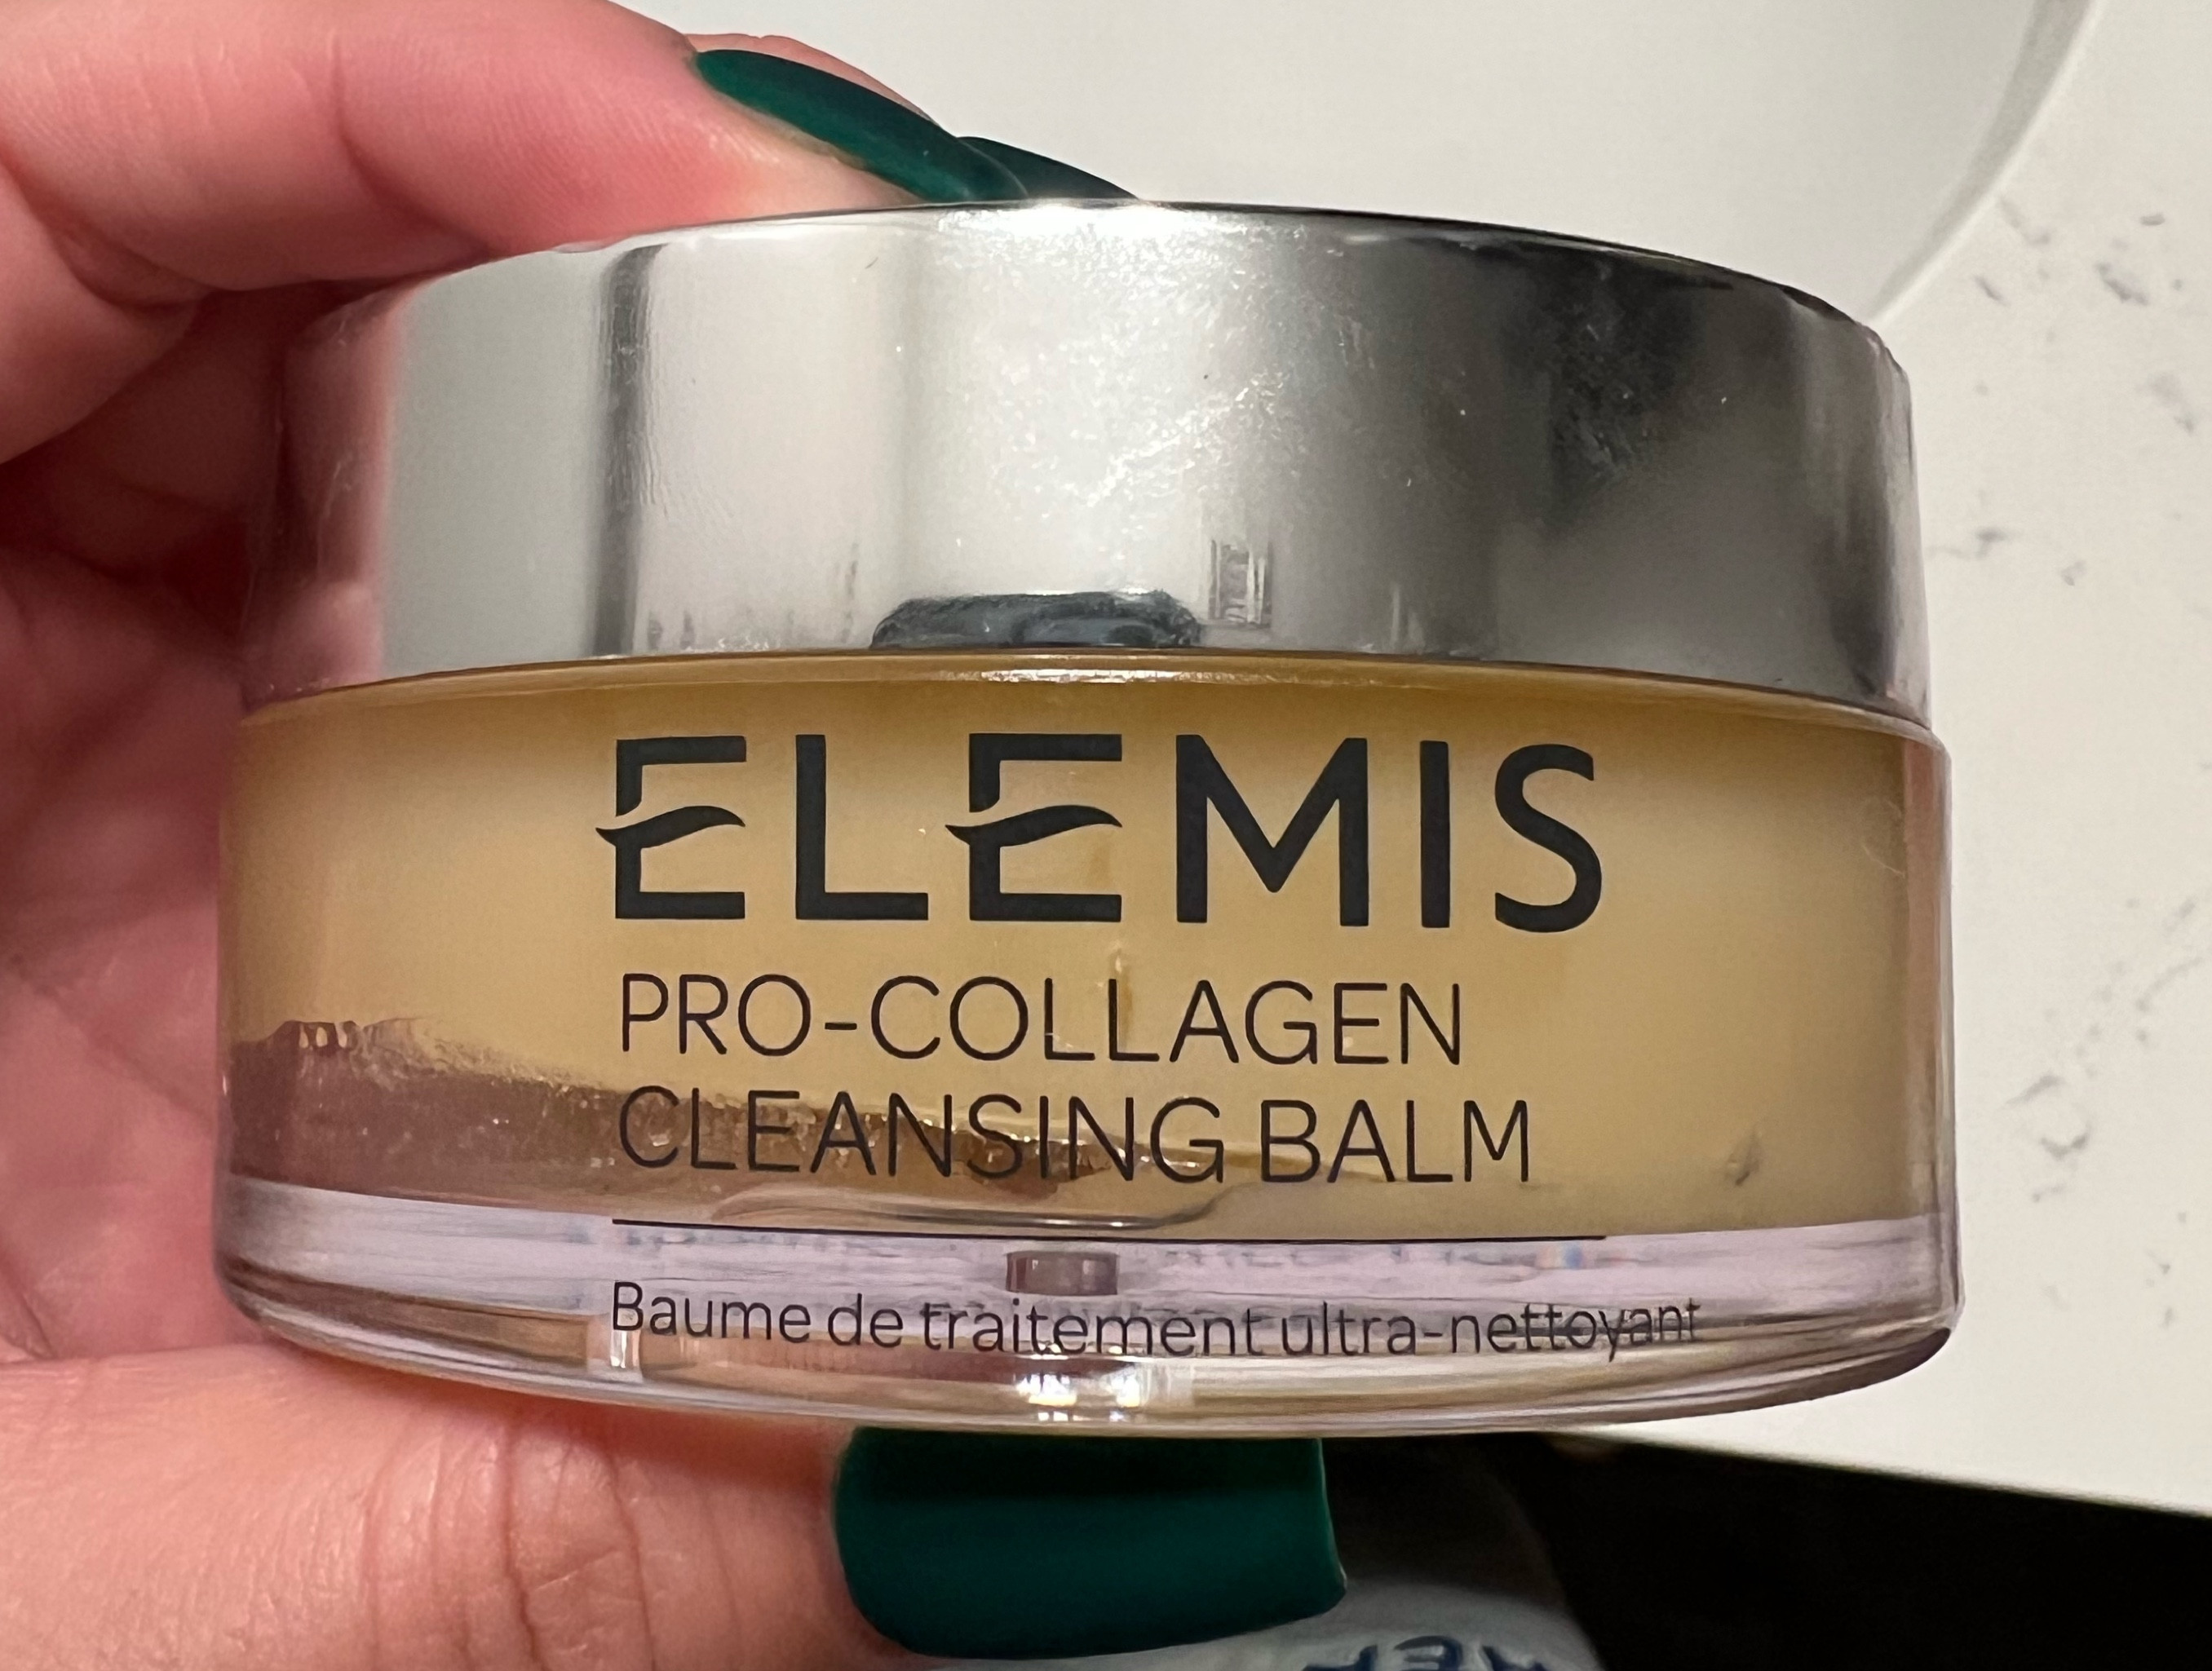 ELEMIS
PRO-COLLAGEN
CLEANSING BALM
Baume de traitement ultra-nettoyant